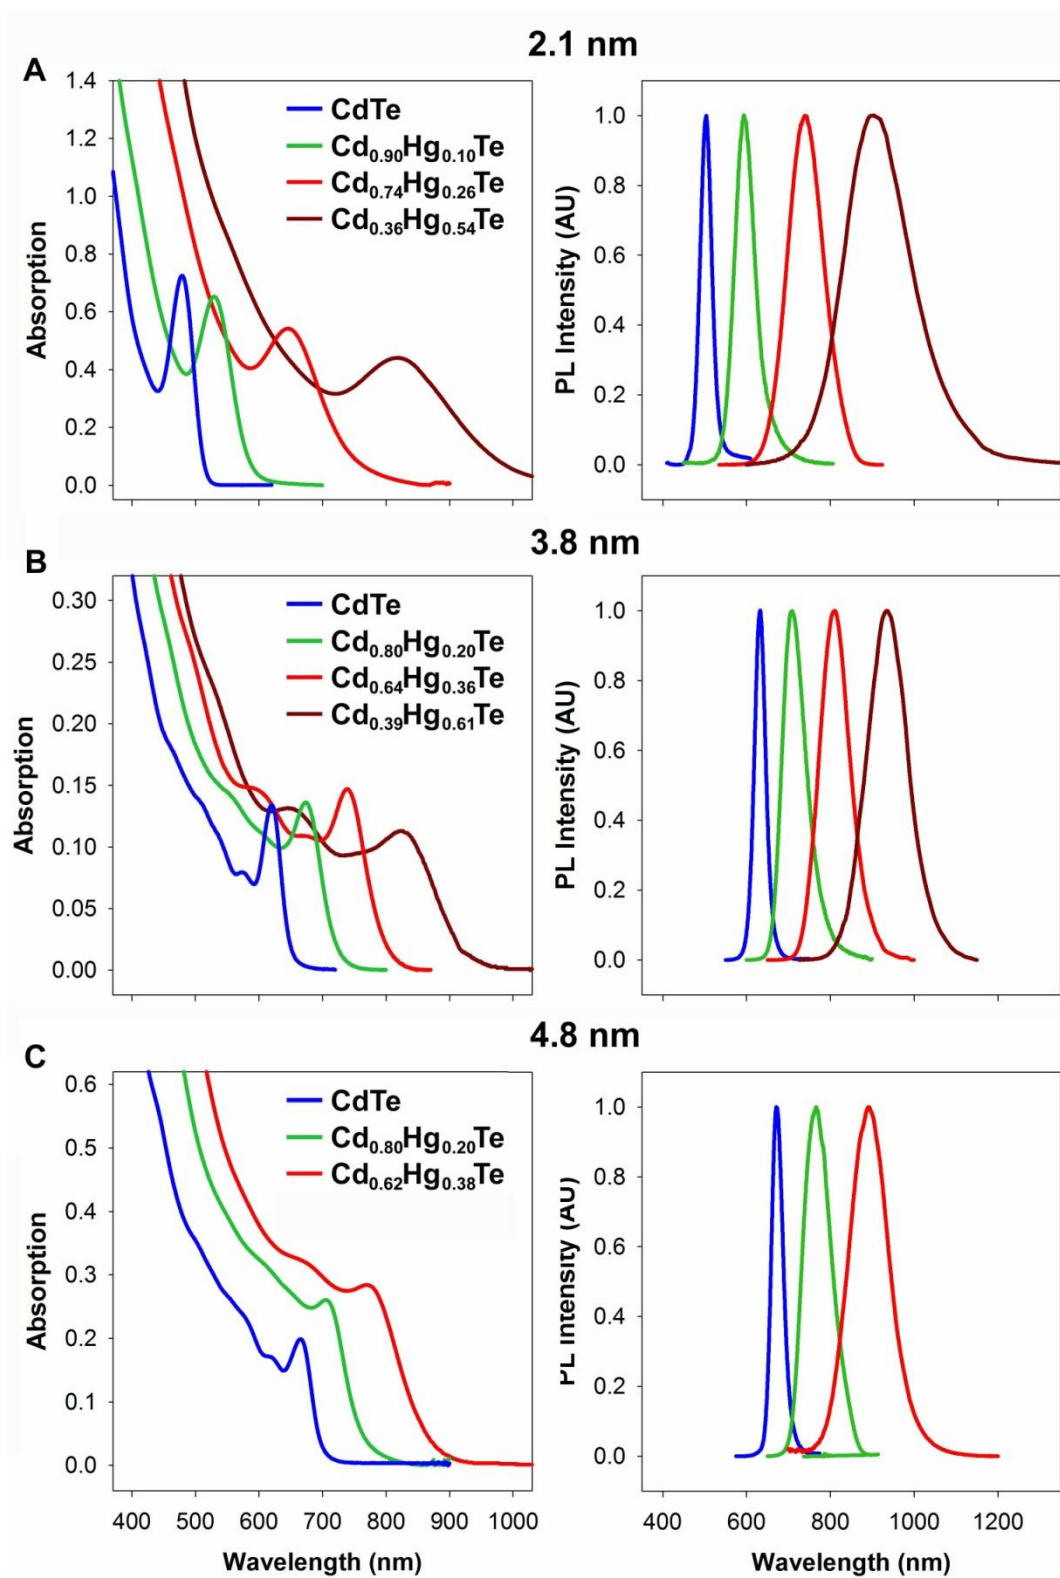 2.1 nm
A
1.4
1.2
1.0
0.8
0.6
0.4
0.2
0.0
Absorption
CdTe
Cd0.90Hg0.10Te
Cd0.74Hg0.26Te
Cd0.36Hg0.54Te
1.0
0.8
0.6
0.4
0.2
0.0
PL Intensity (AU)
3.8 nm
B
0.30
0.25
0.20
0.15
0.10
0.05
0.00
Absorption
CdTe
Cd0.80Hg0.20Te
Cd0.64Hg0.36Te
Cd0.39Hg0.61Te
1.0
0.8
0.6
0.4
0.2
0.0
PL Intensity (AU)
4.8 nm
C
0.6
0.5
0.4
0.3
0.2
0.1
0.0
Absorption
CdTe
Cd0.80Hg0.20Te
Cd0.62Hg0.38Te
400 500 600 700 800 900 1000
Wavelength (nm)
1.0
0.8
0.6
0.4
0.2
0.0
PL Intensity (AU)
400 600 800 1000 1200
Wavelength (nm)